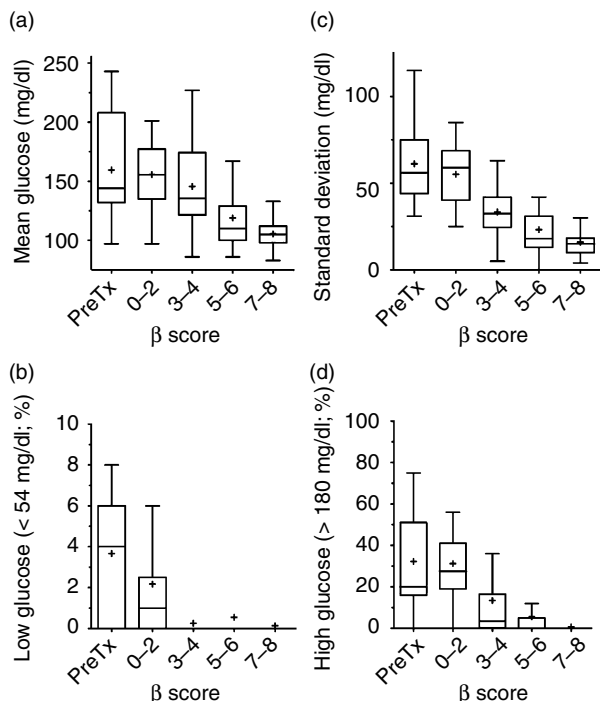 (a)
Mean glucose (mg/dl)
250
200
150
100
PreTx
0–2
3–4
5–6
7–8
β score
(c)
Standard deviation (mg/dl)
100
50
0
PreTx
0–2
3–4
5–6
7–8
β score
(b)
Low glucose (< 54 mg/dl; %)
10
8
6
4
2
0
PreTx
0–2
3–4
5–6
7–8
β score
(d)
High glucose (> 180 mg/dl; %)
100
80
60
40
20
0
PreTx
0–2
3–4
5–6
7–8
β score